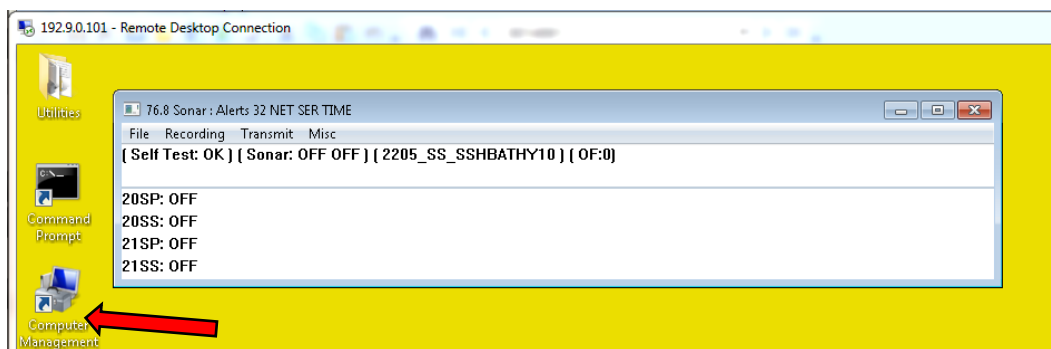 192.9.0.101 - Remote Desktop Connection
Utilities
76.8 Sonar : Alerts 32 NET SER TIME
File Recording Transmit Misc
( Self Test: OK ) ( Sonar: OFF OFF ) ( 2205_SS_SSHBATHY10 ) ( OF:0)
C:\_
20SP: OFF
20SS: OFF
21SP: OFF
21SS: OFF
Command
Prompt
Computer
Management